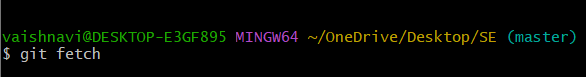 vaishnavi@DESKTOP-E3GF895 MINGW64 ~/OneDrive/Desktop/SE (master)
$ git fetch